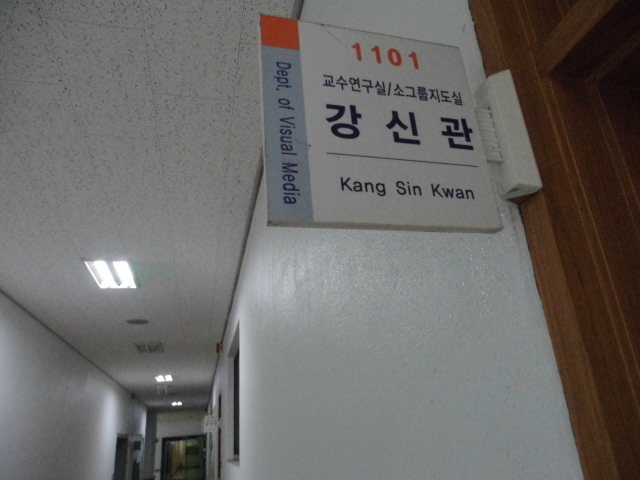 1101
교수연구실/소그룹지도실
강신관
Kang Sin Kwan
Dept, of Visual Media